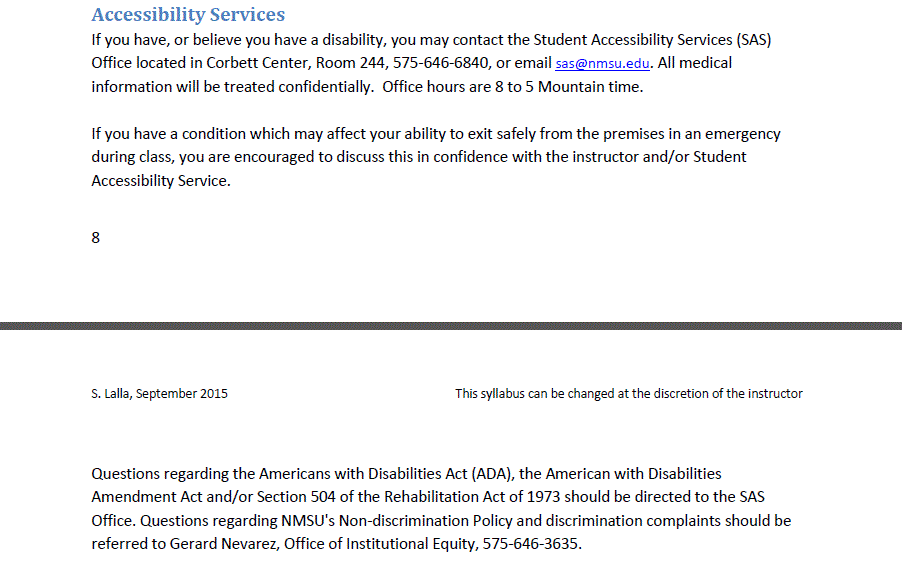 Accessibility Services
If you have, or believe you have a disability, you may contact the Student Accessibility Services (SAS)
Office located in Corbett Center, Room 244, 575-646-6840, or email sas@nmsu.edu. All medical
information will be treated confidentially.  Office hours are 8 to 5 Mountain time.
If you have a condition which may affect your ability to exit safely from the premises in an emergency
during class, you are encouraged to discuss this in confidence with the instructor and/or Student
Accessibility Service.
8
S. Lalla, September 2015 This syllabus can be changed at the discretion of the instructor
Questions regarding the Americans with Disabilities Act (ADA), the American with Disabilities
Amendment Act and/or Section 504 of the Rehabilitation Act of 1973 should be directed to the SAS
Office. Questions regarding NMSU's Non-discrimination Policy and discrimination complaints should be
referred to Gerard Nevarez, Office of Institutional Equity, 575-646-3635.